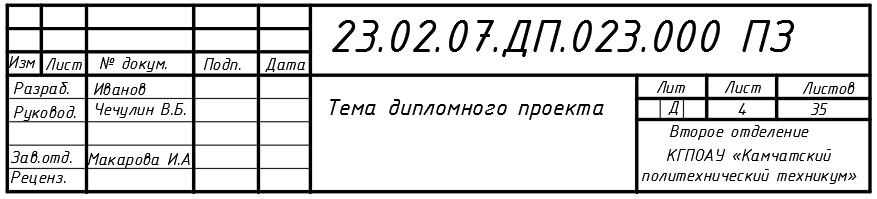 23.02.07.ДП.023.000 ПЗ
Изм Лист № докум. Подп. Дата
Разраб. Иванов
Руковод. Чечулин В.Б.
Зав.отд. Макарова И.А
Реценз.
Тема дипломного проекта
Лит Лист Листов
Д 4 35
Второе отделение
КГПОАУ «Камчатский
политехнический техникум»